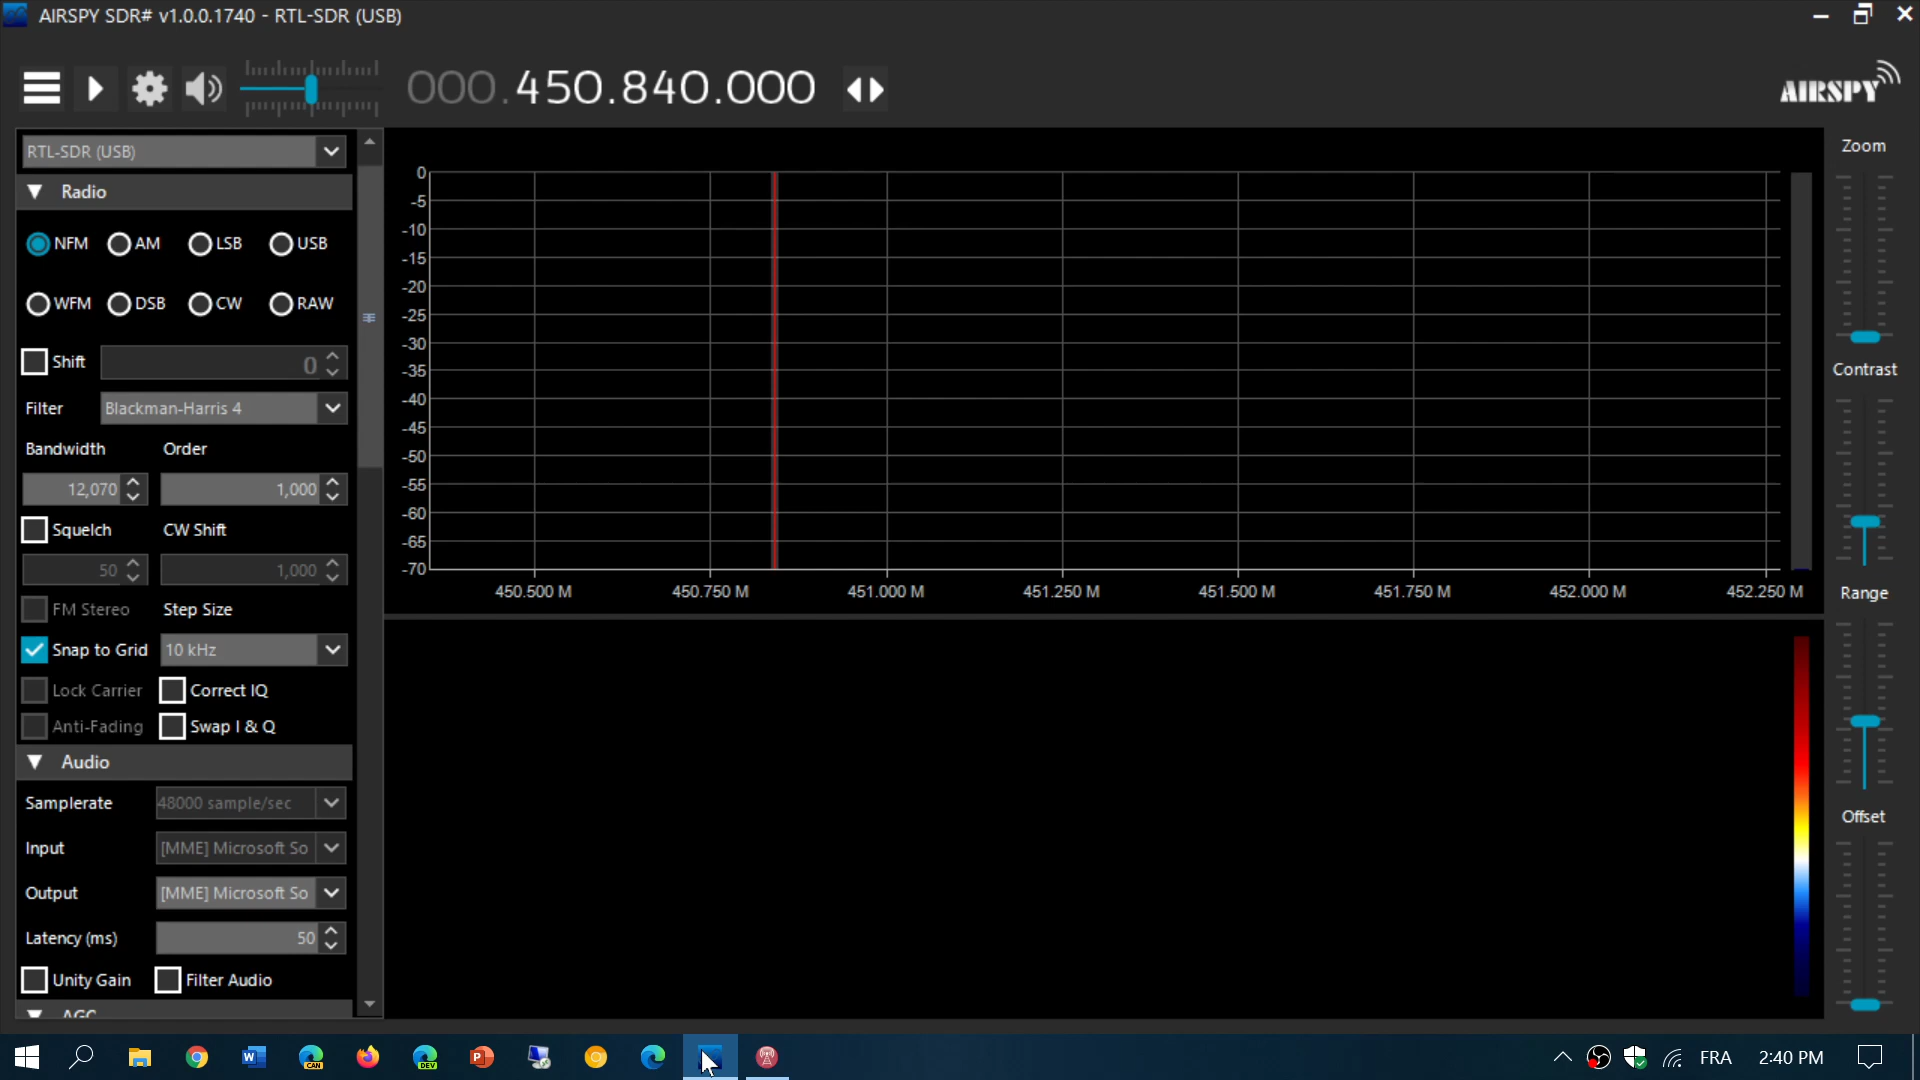 AIRSPY SDR# v1.0.0.1740 - RTL-SDR (USB)
000.450.840.000
AIRSPY
RTL-SDR (USB)
Radio
NFM AM LSB USB
WFM DSB CW RAW
Shift 0
Filter Blackman-Harris 4
Bandwidth Order
12,070 1,000
Squelch CW Shift
50 1,000
FM Stereo Step Size
Snap to Grid 10 kHz
Lock Carrier Correct IQ
Anti-Fading Swap I & Q
Audio
Samplerate 48000 sample/sec
Input [MME] Microsoft So
Output [MME] Microsoft So
Latency (ms) 50
Unity Gain Filter Audio
AGC
0
-5
-10
-15
-20
-25
-30
-35
-40
-45
-50
-55
-60
-65
-70
450.500 M 450.750 M 451.000 M 451.250 M 451.500 M 451.750 M 452.000 M 452.250 M
Zoom
Contrast
Range
Offset
CAN
DEV
FRA 2:40 PM